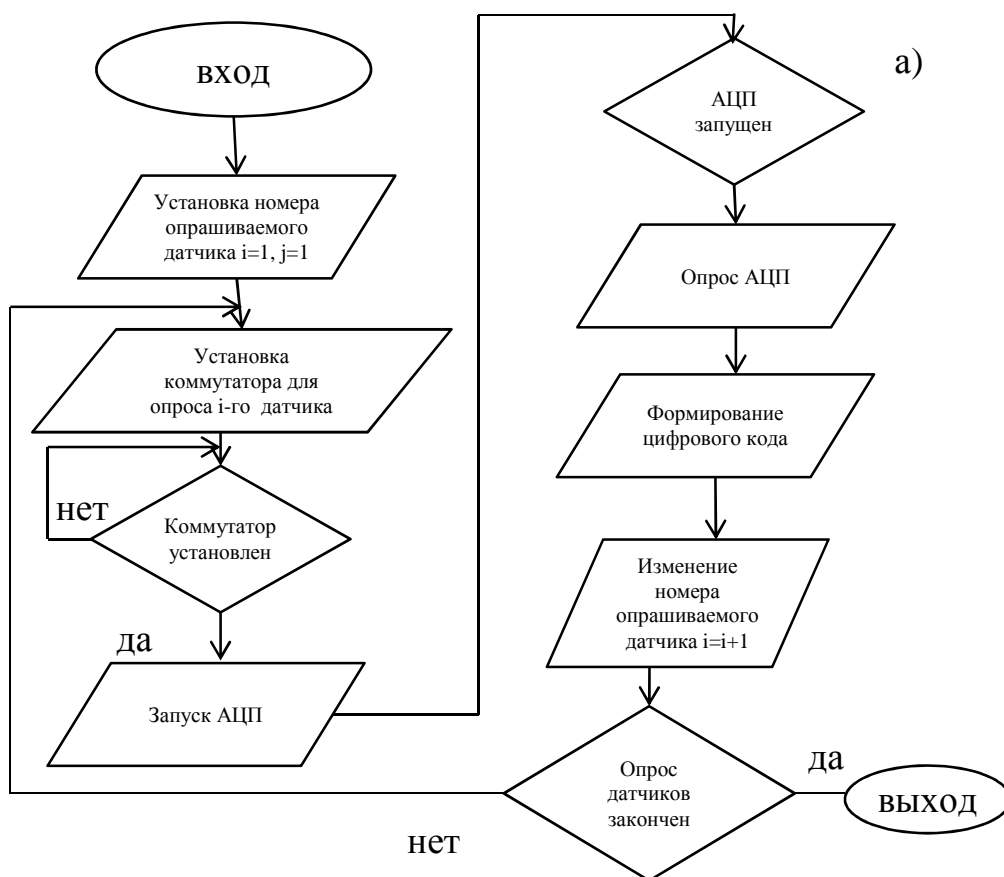 вход
Установка номера
опрашиваемого
датчика i=1, j=1
Установка
коммутатора для
опроса i-го датчика
нет
Коммутатор
установлен
да
Запуск АЦП
а)
АЦП
запущен
Опрос АЦП
Формирование
цифрового кода
Изменение
номера
опрашиваемого
датчика i=i+1
Опрос
датчиков
закончен
да
выход
нет